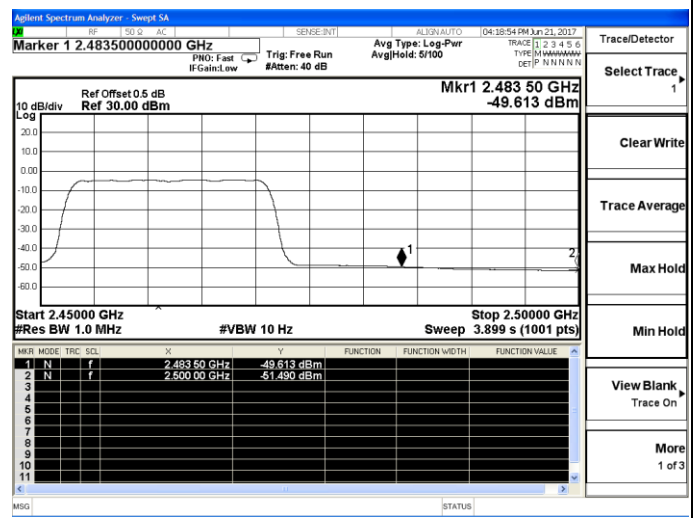 Agilent Spectrum Analyzer - Swept SA
RF 50 Ω AC SENSE:INT ALIGNAUTO 04:18:54 PM Jun 21, 2017
Marker 1 2.483500000000 GHz
PNO: Fast
IFGain:Low
Trig: Free Run
#Atten: 40 dB
Avg Type: Log-Pwr
Avg|Hold: 5/100
TRACE 1 2 3 4 5 6
TYPE M
DET P N N N N N
Ref Offset 0.5 dB
Ref 30.00 dBm
10 dB/div
Log
Mkr1 2.483 50 GHz
-49.613 dBm
20.0
10.0
0.00
-10.0
-20.0
-30.0
-40.0
-50.0
-60.0
1
2
Start 2.45000 GHz
Stop 2.50000 GHz
#Res BW 1.0 MHz
#VBW 10 Hz
Sweep 3.899 s (1001 pts)
MKR MODE TRC SCL X Y FUNCTION FUNCTION WIDTH FUNCTION VALUE
1 N f 2.483 50 GHz -49.613 dBm
2 N f 2.500 00 GHz -51.490 dBm
3
4
5
6
7
8
9
10
11
MSG
STATUS
Trace/Detector
Select Trace
1
Clear Write
Trace Average
Max Hold
Min Hold
View Blank
Trace On
More
1 of 3